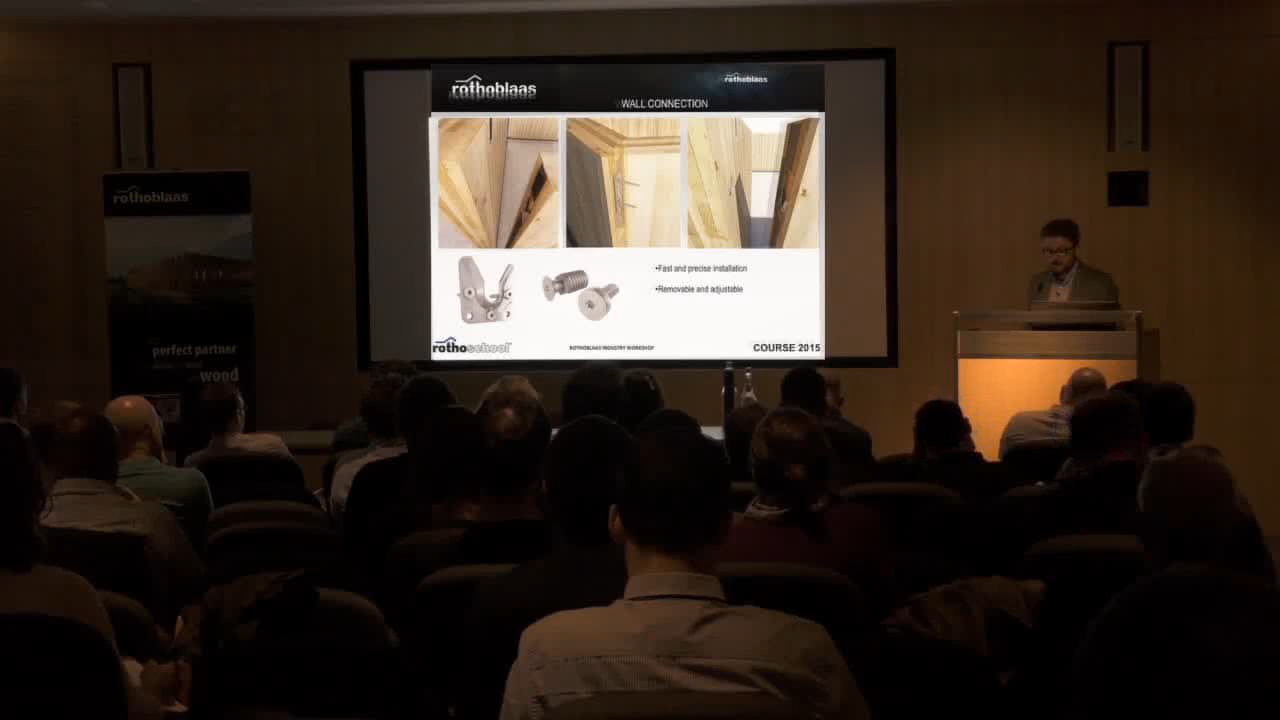 rothoblaas
rothoblaas
WALL CONNECTION
•Fast and precise installation
•Removable and adjustable
rothoschool
ROTHOBLAAS INDUSTRY WORKSHOP
COURSE 2015
rothoblaas
perfect partner
wood